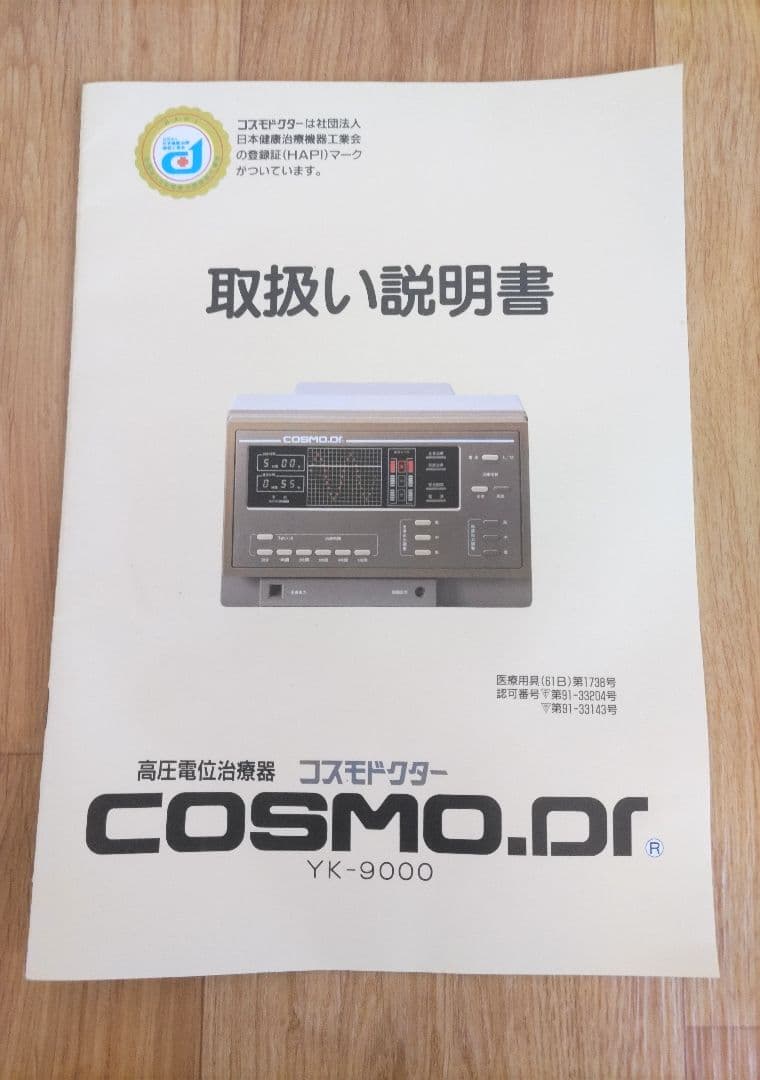 コスモドクターは社団法人
日本健康治療機器工業会
の登録証(HAPI)マーク
がついています。
取扱い説明書
COSMO.Dr
5 00
0 55
医療用具(61B)第1738号
認可番号〒第91-33204号
〒第91-33143号
高圧電位治療器 コスモドクター
COSMO.Dr®
YK-9000